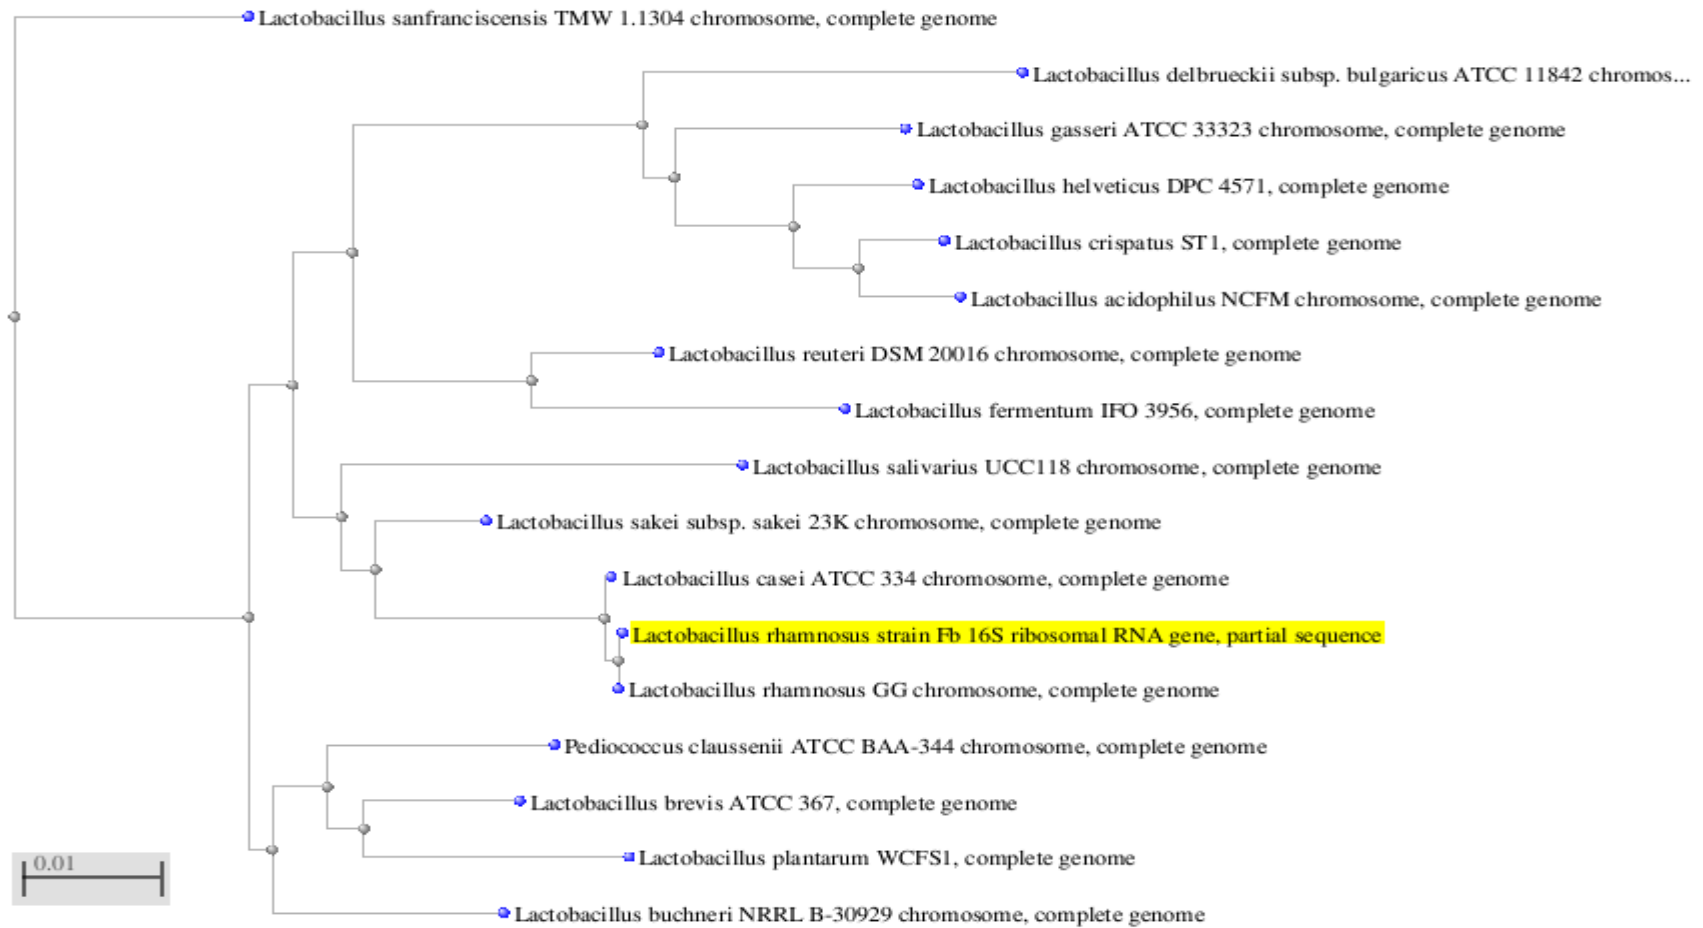 Lactobacillus sanfranciscensis TMW 1.1304 chromosome, complete genome
Lactobacillus delbrueckii subsp. bulgaricus ATCC 11842 chromos...
Lactobacillus gasseri ATCC 33323 chromosome, complete genome
Lactobacillus helveticus DPC 4571, complete genome
Lactobacillus crispatus ST1, complete genome
Lactobacillus acidophilus NCFM chromosome, complete genome
Lactobacillus reuteri DSM 20016 chromosome, complete genome
Lactobacillus fermentum IFO 3956, complete genome
Lactobacillus salivarius UCC118 chromosome, complete genome
Lactobacillus sakei subsp. sakei 23K chromosome, complete genome
Lactobacillus casei ATCC 334 chromosome, complete genome
Lactobacillus rhamnosus strain Fb 16S ribosomal RNA gene, partial sequence
Lactobacillus rhamnosus GG chromosome, complete genome
Pediococcus claussenii ATCC BAA-344 chromosome, complete genome
Lactobacillus brevis ATCC 367, complete genome
Lactobacillus plantarum WCFS1, complete genome
0.01
Lactobacillus buchneri NRRL B-30929 chromosome, complete genome